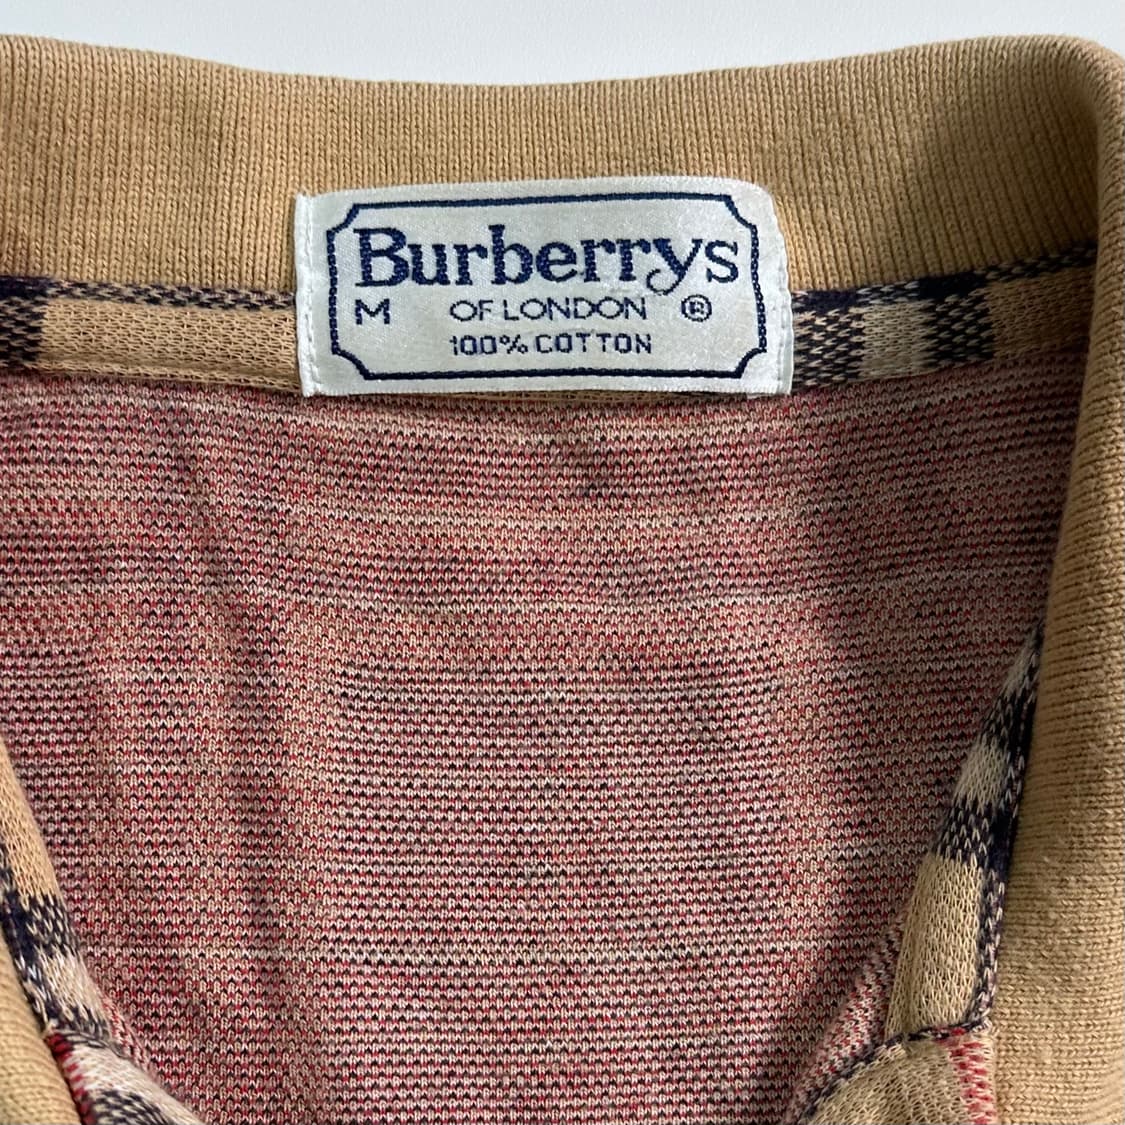 Burberrys
M OF LONDON ®
100% COTTON